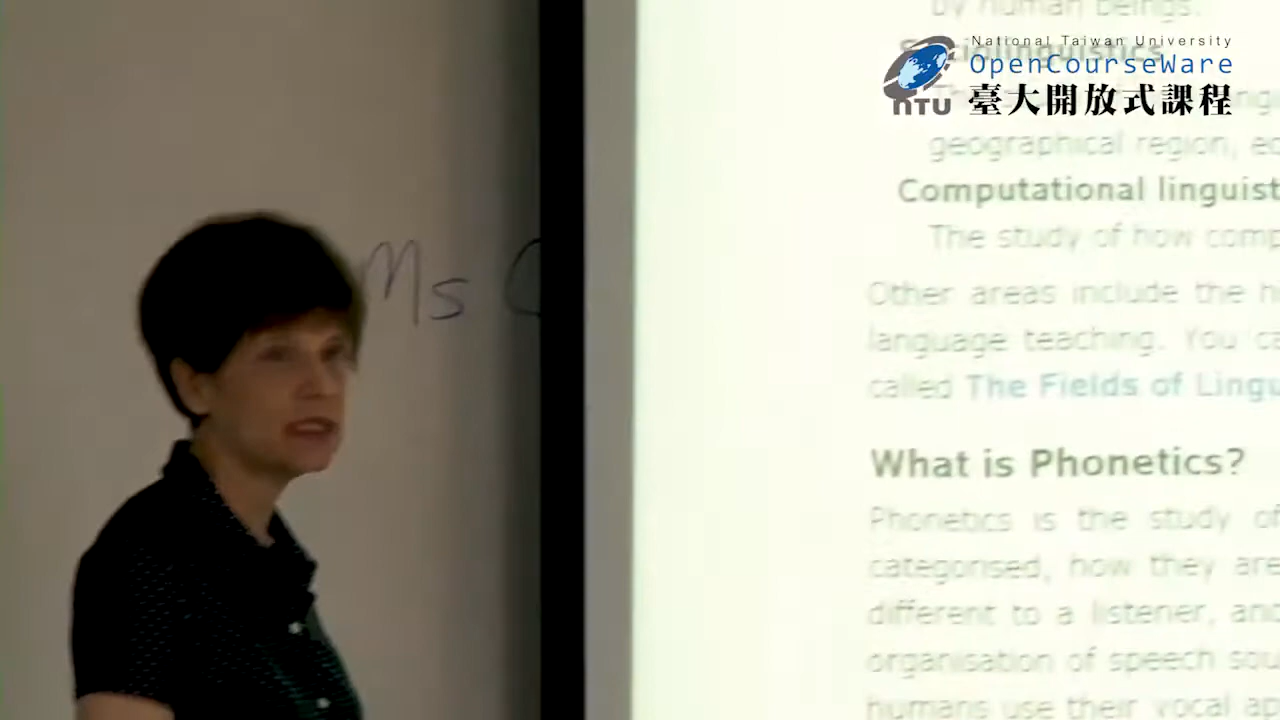 by human beings.
National Taiwan University
OpenCourseWare
NTU 臺大開放式課程
geographical region,
Computational linguist
The study of how comp
Ms
Other areas include the h
language teaching. You ca
called The Fields of Lingu
What is Phonetics?
Phonetics is the study of
categorised, how they are
different to a listener, and
organisation of speech sou
humans use their vocal ap